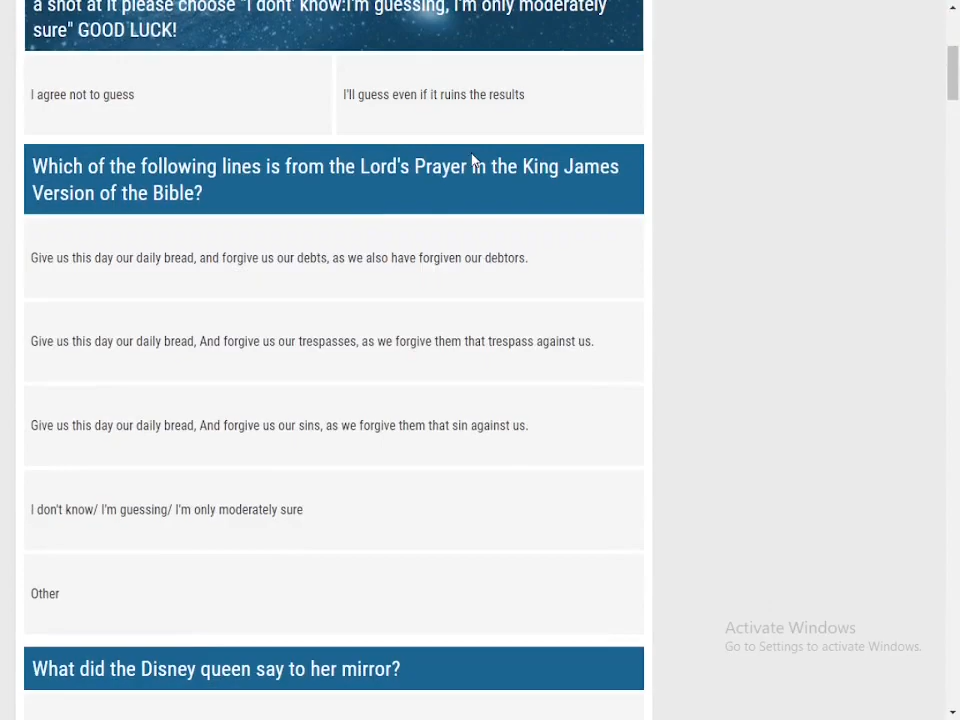 a shot at it please choose "I dont' know:I'm guessing, I'm only moderately
sure" GOOD LUCK!
I agree not to guess
I'll guess even if it ruins the results
Which of the following lines is from the Lord's Prayer in the King James
Version of the Bible?
Give us this day our daily bread, and forgive us our debts, as we also have forgiven our debtors.
Give us this day our daily bread, And forgive us our trespasses, as we forgive them that trespass against us.
Give us this day our daily bread, And forgive us our sins, as we forgive them that sin against us.
I don't know/ I'm guessing/ I'm only moderately sure
Other
What did the Disney queen say to her mirror?
Activate Windows
Go to Settings to activate Windows.